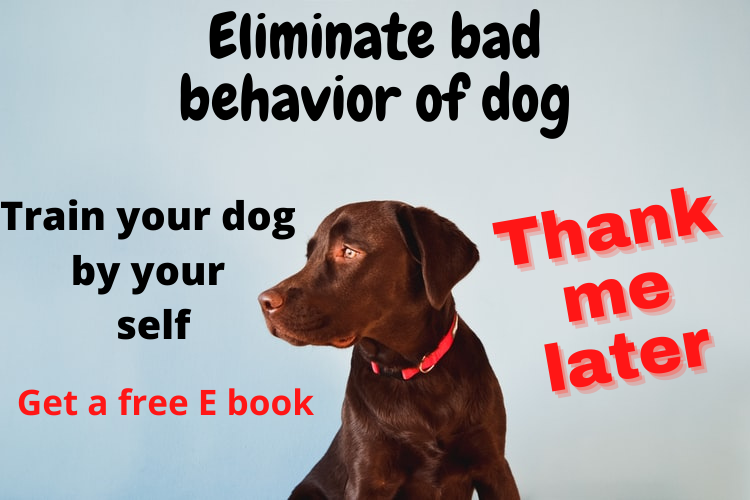 Eliminate bad
behavior of dog
Train your dog
by your
self
Get a free E book
Thank
me
later